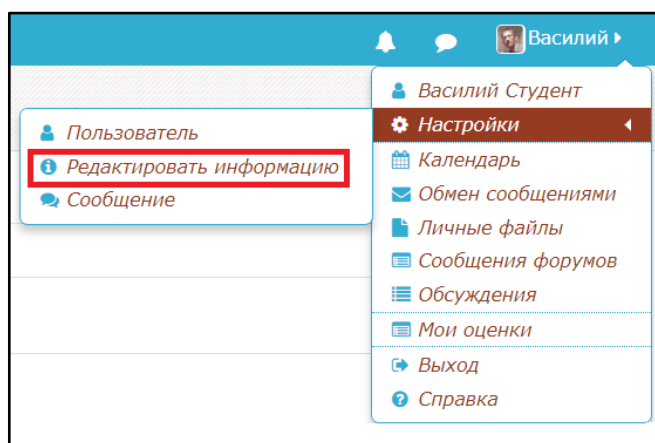 Василий
Василий Студент
Настройки
Пользователь
Редактировать информацию
Сообщение
Календарь
Обмен сообщениями
Личные файлы
Сообщения форумов
Обсуждения
Мои оценки
Выход
Справка